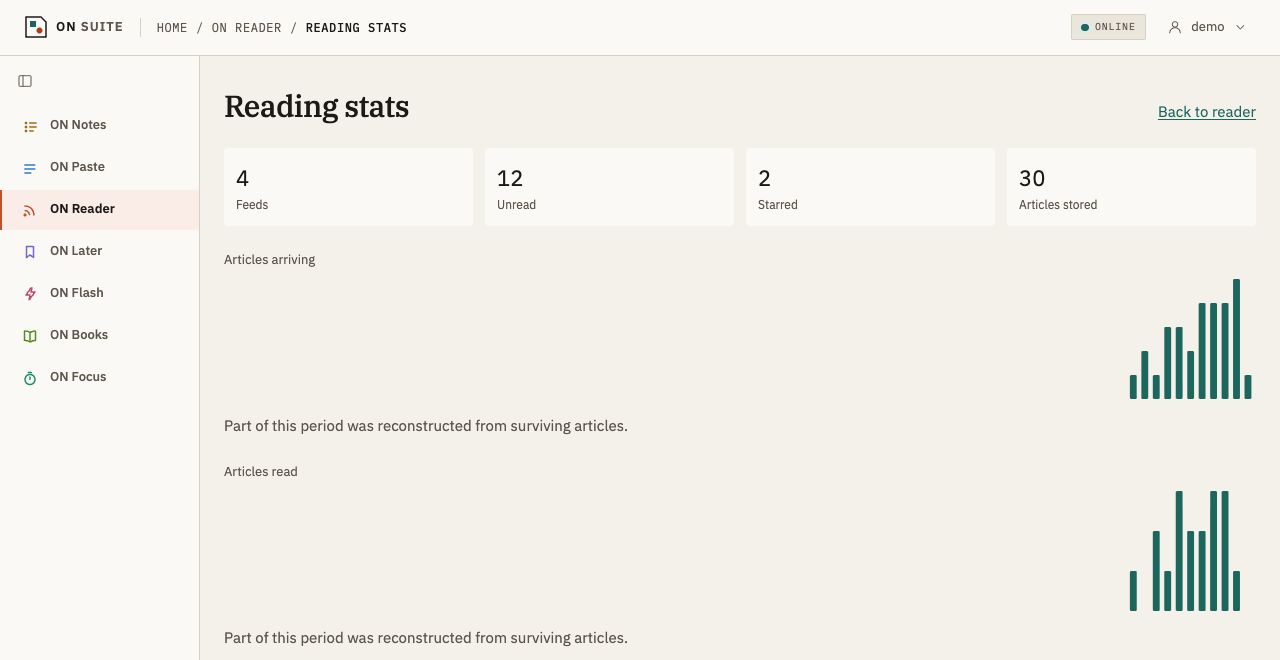 ON SUITE
HOME / ON READER / READING STATS
ONLINE
demo
ON Notes
ON Paste
ON Reader
ON Later
ON Flash
ON Books
ON Focus
Reading stats
Back to reader
4
Feeds
12
Unread
2
Starred
30
Articles stored
Articles arriving
Part of this period was reconstructed from surviving articles.
Articles read
Part of this period was reconstructed from surviving articles.